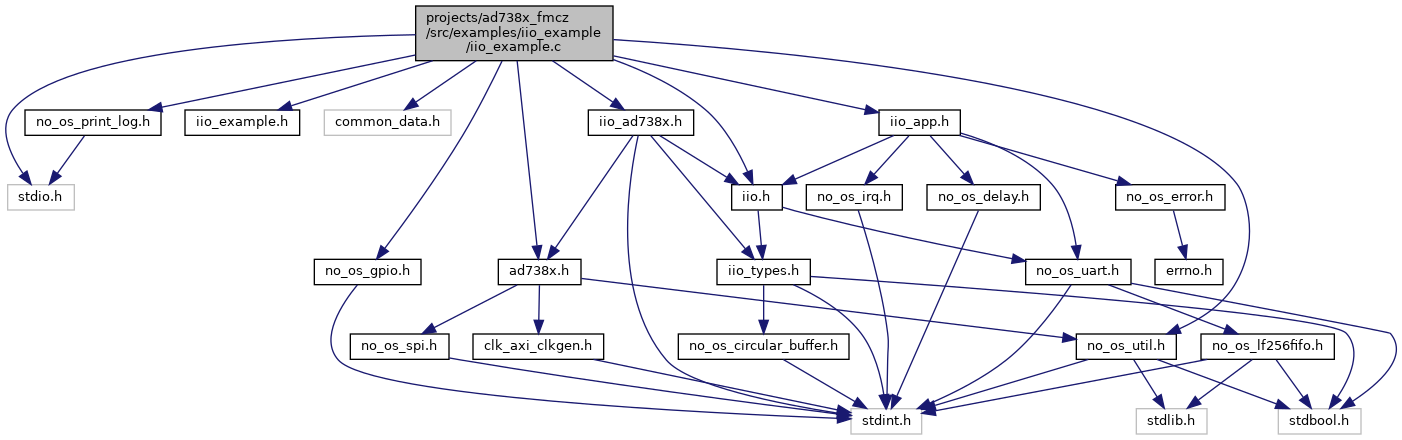 projects/ad738x_fmcz
/src/examples/iio_example
/iio_example.c
no_os_print_log.h
iio_example.h
common_data.h
iio_ad738x.h
iio_app.h
stdio.h
iio.h
no_os_irq.h
no_os_delay.h
no_os_error.h
no_os_gpio.h
ad738x.h
iio_types.h
no_os_uart.h
errno.h
no_os_spi.h
clk_axi_clkgen.h
no_os_circular_buffer.h
no_os_util.h
no_os_lf256fifo.h
stdint.h
stdlib.h
stdbool.h